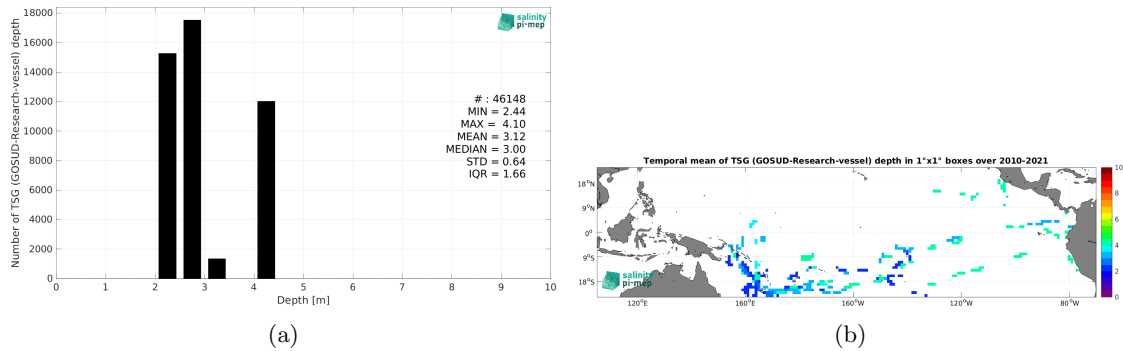 18000
16000
14000
12000
10000
8000
6000
4000
2000
0
Number of TSG (GOSUD-Research-vessel) depth
0 1 2 3 4 5 6 7 8 9 10
Depth [m]
salinity
pi-mep
# : 46148
MIN = 2.44
MAX = 4.10
MEAN = 3.12
MEDIAN = 3.00
STD = 0.64
IQR = 1.66
(a)
Temporal mean of TSG (GOSUD-Research-vessel) depth in 1°x1° boxes over 2010-2021
18°N
9°N
0°
9°S
18°S
salinity
pi-mep
120°E 160°E 160°W 120°W 80°W
10
8
6
4
2
0
(b)